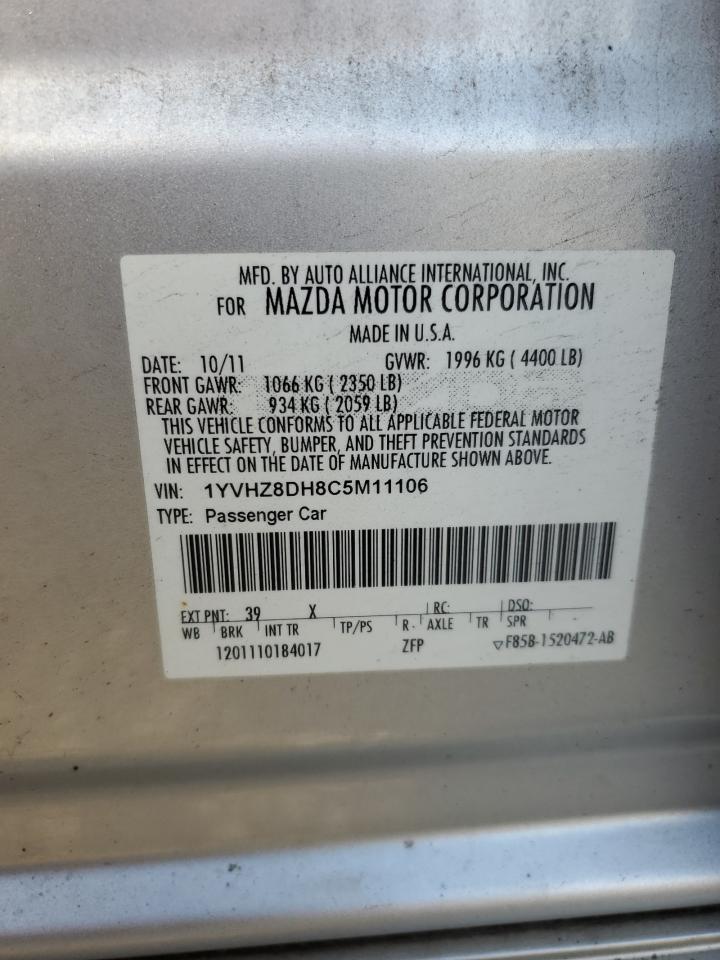 MFD. BY AUTO ALLIANCE INTERNATIONAL, INC.
FOR MAZDA MOTOR CORPORATION
MADE IN U.S.A.
DATE: 10/11 GVWR: 1996 KG ( 4400 LB)
FRONT GAWR: 1066 KG ( 2350 LB)
REAR GAWR: 934 KG ( 2059 LB)
THIS VEHICLE CONFORMS TO ALL APPLICABLE FEDERAL MOTOR
VEHICLE SAFETY, BUMPER, AND THEFT PREVENTION STANDARDS
IN EFFECT ON THE DATE OF MANUFACTURE SHOWN ABOVE.
VIN: 1YVHZ8DH8C5M11106
TYPE: Passenger Car
EXT PNT: 39 X RC: DSO:
WB BRK INT TR TP/PS R. AXLE TR SPR
1201110184017 ZFP ▽F85B-1520472-AB